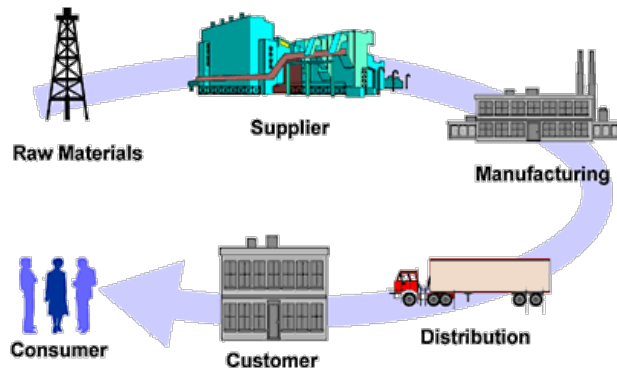 Raw Materials
Supplier
Manufacturing
Distribution
Customer
Consumer